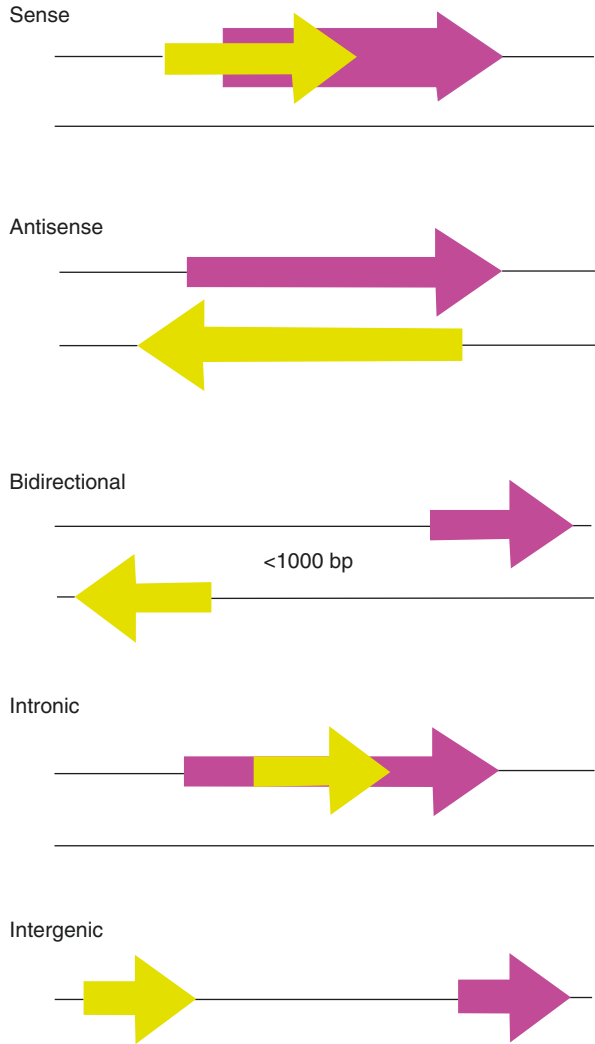 Sense
Antisense
Bidirectional
<1000 bp
Intronic
Intergenic